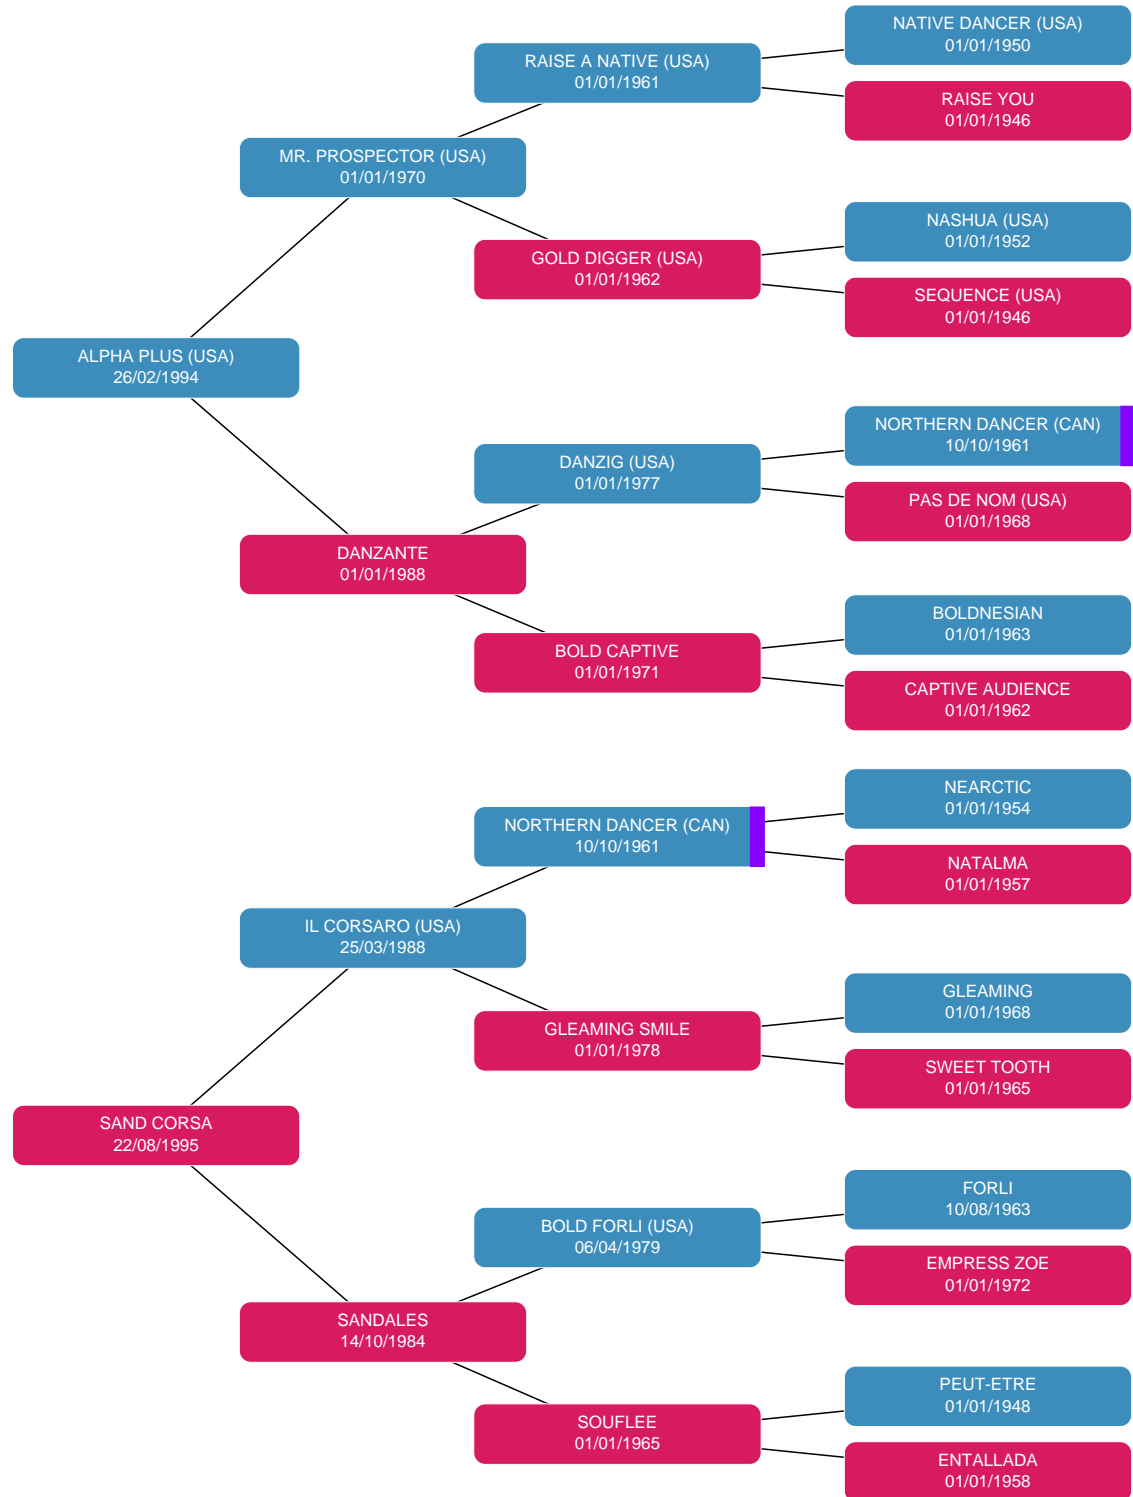 NATIVE DANCER (USA)
01/01/1950
RAISE A NATIVE (USA)
01/01/1961
RAISE YOU
01/01/1946
MR. PROSPECTOR (USA)
01/01/1970
NASHUA (USA)
01/01/1952
GOLD DIGGER (USA)
01/01/1962
SEQUENCE (USA)
01/01/1946
ALPHA PLUS (USA)
26/02/1994
NORTHERN DANCER (CAN)
10/10/1961
DANZIG (USA)
01/01/1977
PAS DE NOM (USA)
01/01/1968
DANZANTE
01/01/1988
BOLDNESIAN
01/01/1963
BOLD CAPTIVE
01/01/1971
CAPTIVE AUDIENCE
01/01/1962
NEARCTIC
01/01/1954
NORTHERN DANCER (CAN)
10/10/1961
NATALMA
01/01/1957
IL CORSARO (USA)
25/03/1988
GLEAMING
01/01/1968
GLEAMING SMILE
01/01/1978
SWEET TOOTH
01/01/1965
SAND CORSA
22/08/1995
FORLI
10/08/1963
BOLD FORLI (USA)
06/04/1979
EMPRESS ZOE
01/01/1972
SANDALES
14/10/1984
PEUT-ETRE
01/01/1948
SOUFLEE
01/01/1965
ENTALLADA
01/01/1958